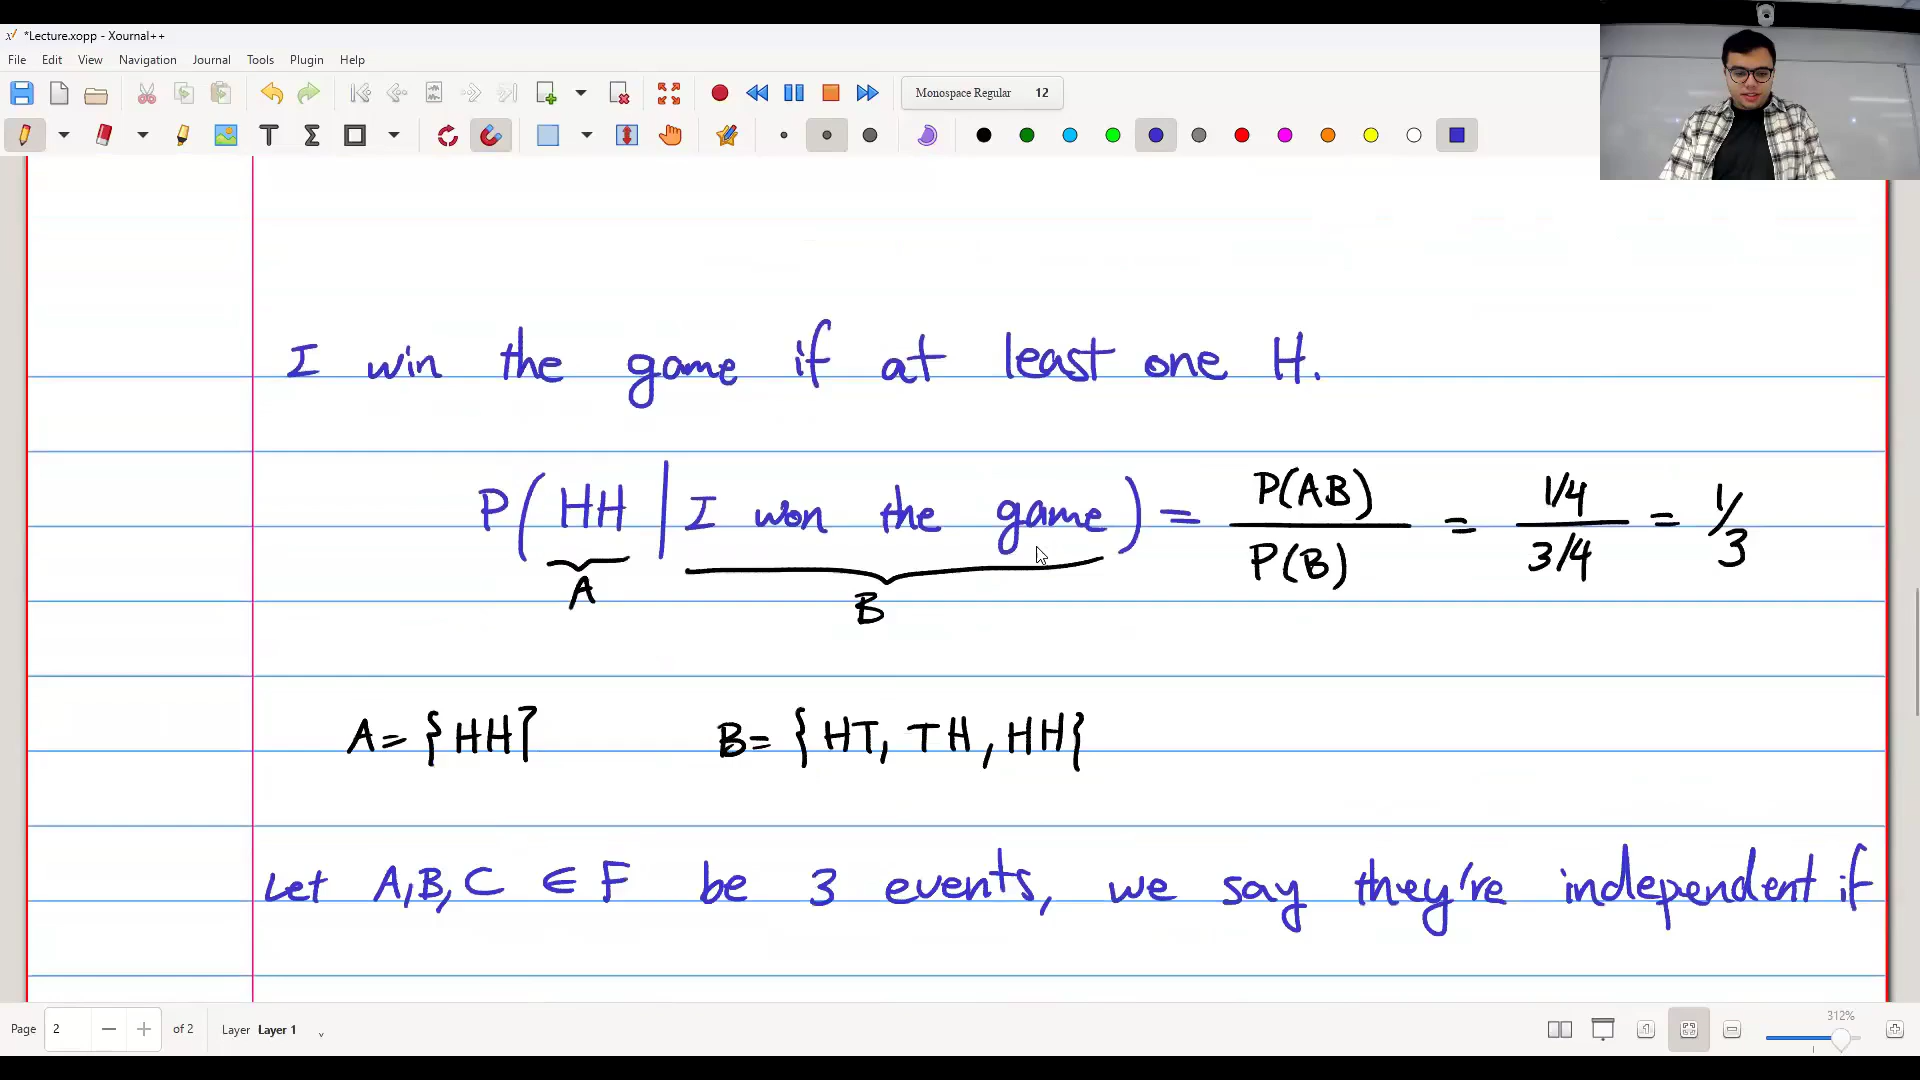 *Lecture.xopp - Xournal++
File Edit View Navigation Journal Tools Plugin Help
Monospace Regular 12
I win the game if at least one H.
P(HH | I won the game) = P(AB) / P(B) = 1/4 / 3/4 = 1/3
A B
A = {HH} B = {HT, TH, HH}
Let A, B, C ∈ F be 3 events, we say they're independent if
Page 2 of 2 Layer Layer 1 312%